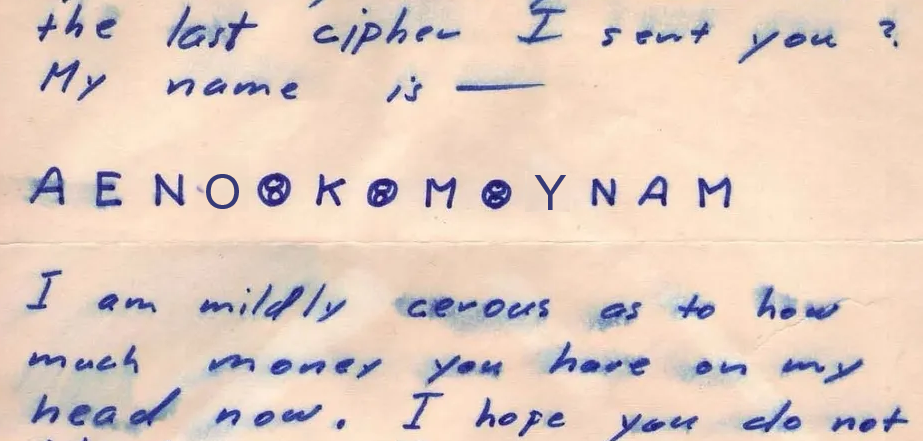 the last cipher I sent you ?
My name is —
A E N O ⊗ K ⊗ M ⊗ Y N A M
I am mildly cerous as to how
much money you have on my
head now. I hope you do not